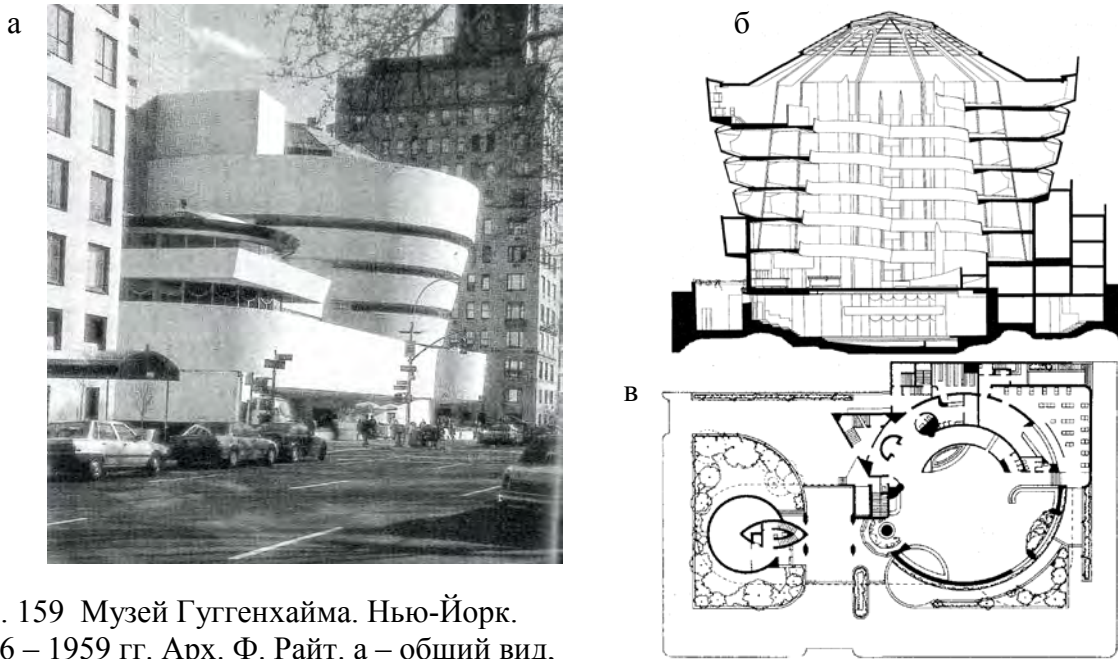 а
б
в
. 159 Музей Гуггенхайма. Нью-Йорк.
6 – 1959 гг. Арх. Ф. Райт. а – общий вид,